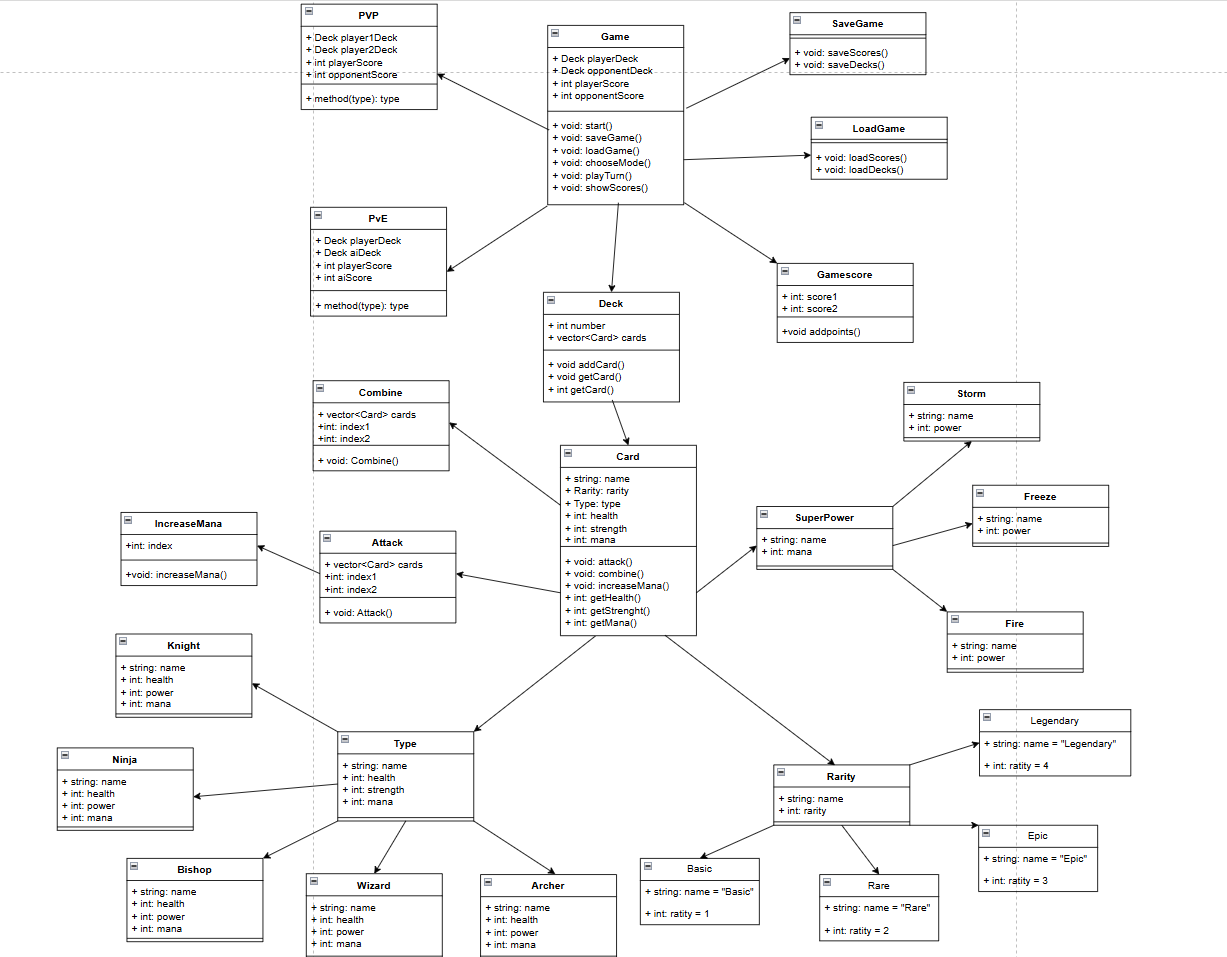 PVP
+ Deck player1Deck
+ Deck player2Deck
+ int playerScore
+ int opponentScore
+ method(type): type
Game
+ Deck playerDeck
+ Deck opponentDeck
+ int playerScore
+ int opponentScore
+ void: start()
+ void: saveGame()
+ void: loadGame()
+ void: chooseMode()
+ void: playTurn()
+ void: showScores()
SaveGame
+ void: saveScores()
+ void: saveDecks()
LoadGame
+ void: loadScores()
+ void: loadDecks()
PvE
+ Deck playerDeck
+ Deck aiDeck
+ int playerScore
+ int aiScore
+ method(type): type
Gamescore
+ int: score1
+ int: score2
+void addpoints()
Deck
+ int number
+ vector<Card> cards
+ void addCard()
+ void getCard()
+ int getCard()
Combine
+ vector<Card> cards
+int: index1
+int: index2
+ void: Combine()
Storm
+ string: name
+ int: power
Card
+ string: name
+ Rarity: rarity
+ Type: type
+ int: health
+ int: strength
+ int: mana
+ void: attack()
+ void: combine()
+ void: increaseMana()
+ int: getHealth()
+ int: getStrenght()
+ int: getMana()
Freeze
+ string: name
+ int: power
SuperPower
+ string: name
+ int: mana
IncreaseMana
+int: index
+void: increaseMana()
Attack
+ vector<Card> cards
+int: index1
+int: index2
+ void: Attack()
Fire
+ string: name
+ int: power
Knight
+ string: name
+ int: health
+ int: power
+ int: mana
Legendary
+ string: name = "Legendary"
+ int: ratity = 4
Type
+ string: name
+ int: health
+ int: strength
+ int: mana
Ninja
+ string: name
+ int: health
+ int: power
+ int: mana
Rarity
+ string: name
+ int: rarity
Epic
+ string: name = "Epic"
+ int: ratity = 3
Bishop
+ string: name
+ int: health
+ int: power
+ int: mana
Wizard
+ string: name
+ int: health
+ int: power
+ int: mana
Archer
+ string: name
+ int: health
+ int: power
+ int: mana
Basic
+ string: name = "Basic"
+ int: ratity = 1
Rare
+ string: name = "Rare"
+ int: ratity = 2